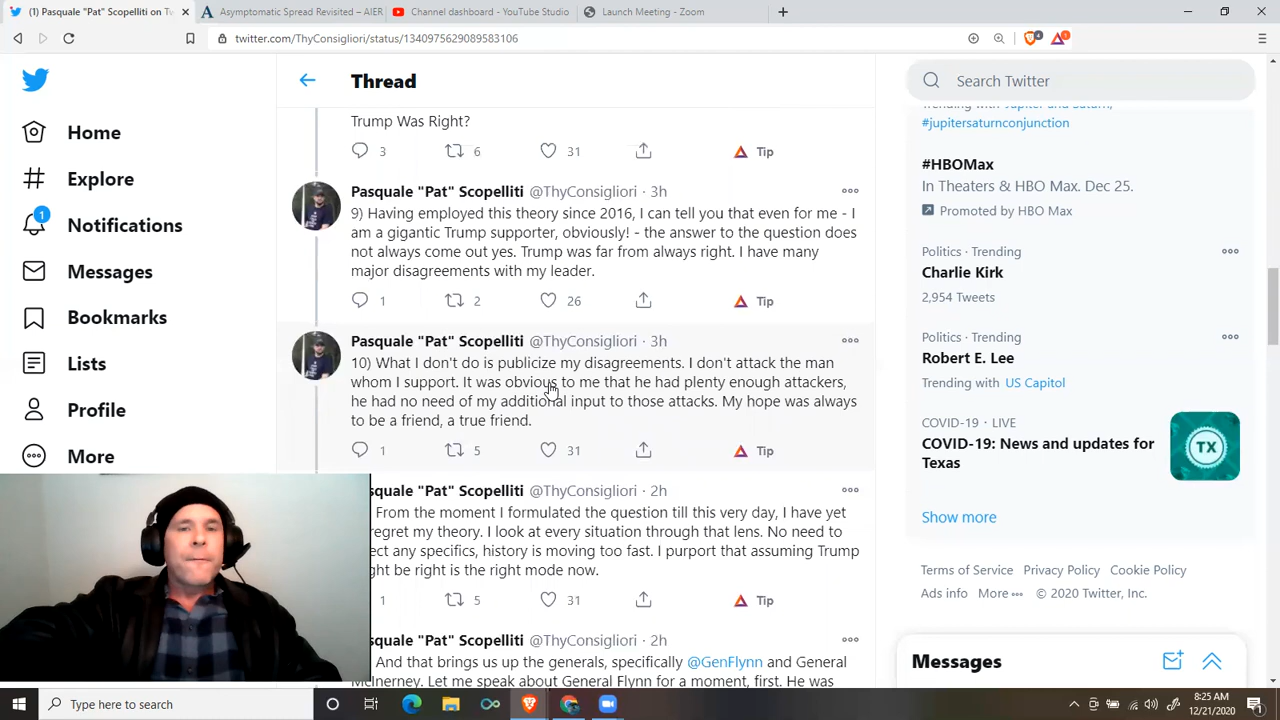 (1) Pasquale "Pat" Scopelliti on Tw
Asymptomatic Spread Revisited – AIER
Channel dashboard - YouTube Studio
Launch Meeting - Zoom
twitter.com/ThyConsigliori/status/1340975629089583106
4
1
Home
Explore
1
Notifications
Messages
Bookmarks
Lists
Profile
More
Thread
Trump Was Right?
3 6 31 Tip
Pasquale "Pat" Scopelliti @ThyConsigliori · 3h
9) Having employed this theory since 2016, I can tell you that even for me - I
am a gigantic Trump supporter, obviously! - the answer to the question does
not always come out yes. Trump was far from always right. I have many
major disagreements with my leader.
1 2 26 Tip
Pasquale "Pat" Scopelliti @ThyConsigliori · 3h
10) What I don't do is publicize my disagreements. I don't attack the man
whom I support. It was obvious to me that he had plenty enough attackers,
he had no need of my additional input to those attacks. My hope was always
to be a friend, a true friend.
1 5 31 Tip
squale "Pat" Scopelliti @ThyConsigliori · 2h
From the moment I formulated the question till this very day, I have yet
regret my theory. I look at every situation through that lens. No need to
ect any specifics, history is moving too fast. I purport that assuming Trump
ght be right is the right mode now.
1 5 31 Tip
squale "Pat" Scopelliti @ThyConsigliori · 2h
And that brings us up the generals, specifically @GenFlynn and General
McInerney. Let me speak about General Flynn for a moment, first. He was
Search Twitter
Trending with Jupiter and Saturn,
#jupitersaturnconjunction
#HBOMax
In Theaters & HBO Max. Dec 25.
Promoted by HBO Max
Politics · Trending
Charlie Kirk
2,954 Tweets
Politics · Trending
Robert E. Lee
Trending with US Capitol
COVID-19 · LIVE
COVID-19: News and updates for
Texas
TX
Show more
Terms of Service Privacy Policy Cookie Policy
Ads info More © 2020 Twitter, Inc.
Messages
Type here to search
8:25 AM
12/21/2020